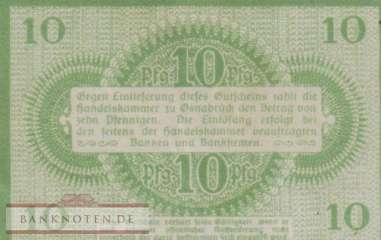 10 10
Pfg. 10 Pfg.
Gegen Einlieferung dieses Gutscheins zahlt die
Handelskammer zu Osnabrück den Betrag von
zehn Pfennigen. Die Einlösung erfolgt bei
den seitens der Handelskammer beauftragten
Banken und Bankfirmen.
Pfg. 10 Pfg.
10 10
BANKNOTEN.DE